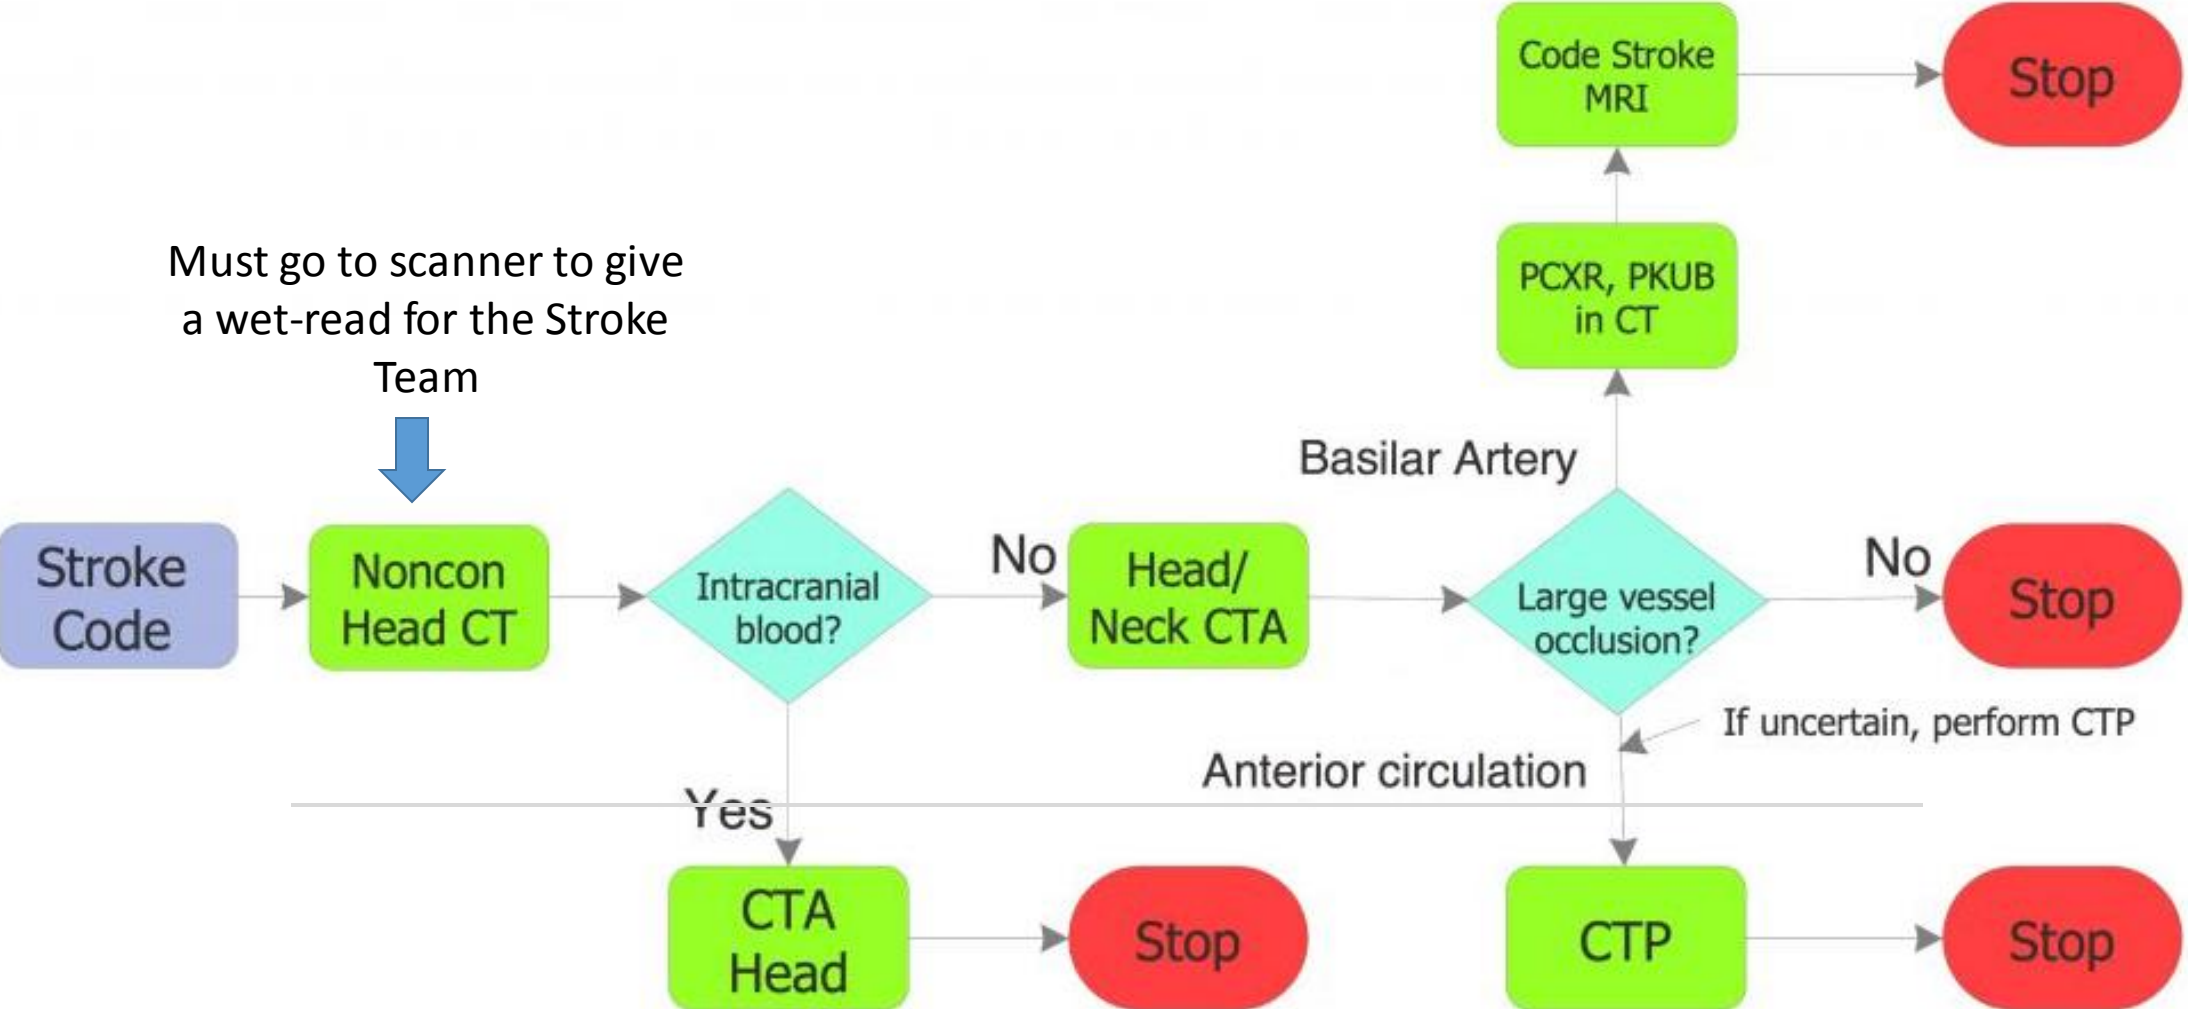 Code Stroke
MRI
Stop
PCXR, PKUB
in CT
Must go to scanner to give
a wet-read for the Stroke
Team
Basilar Artery
Stroke
Code
Noncon
Head CT
Intracranial
blood?
No
Head/
Neck CTA
Large vessel
occlusion?
No
Stop
If uncertain, perform CTP
Anterior circulation
Yes
CTA
Head
Stop
CTP
Stop